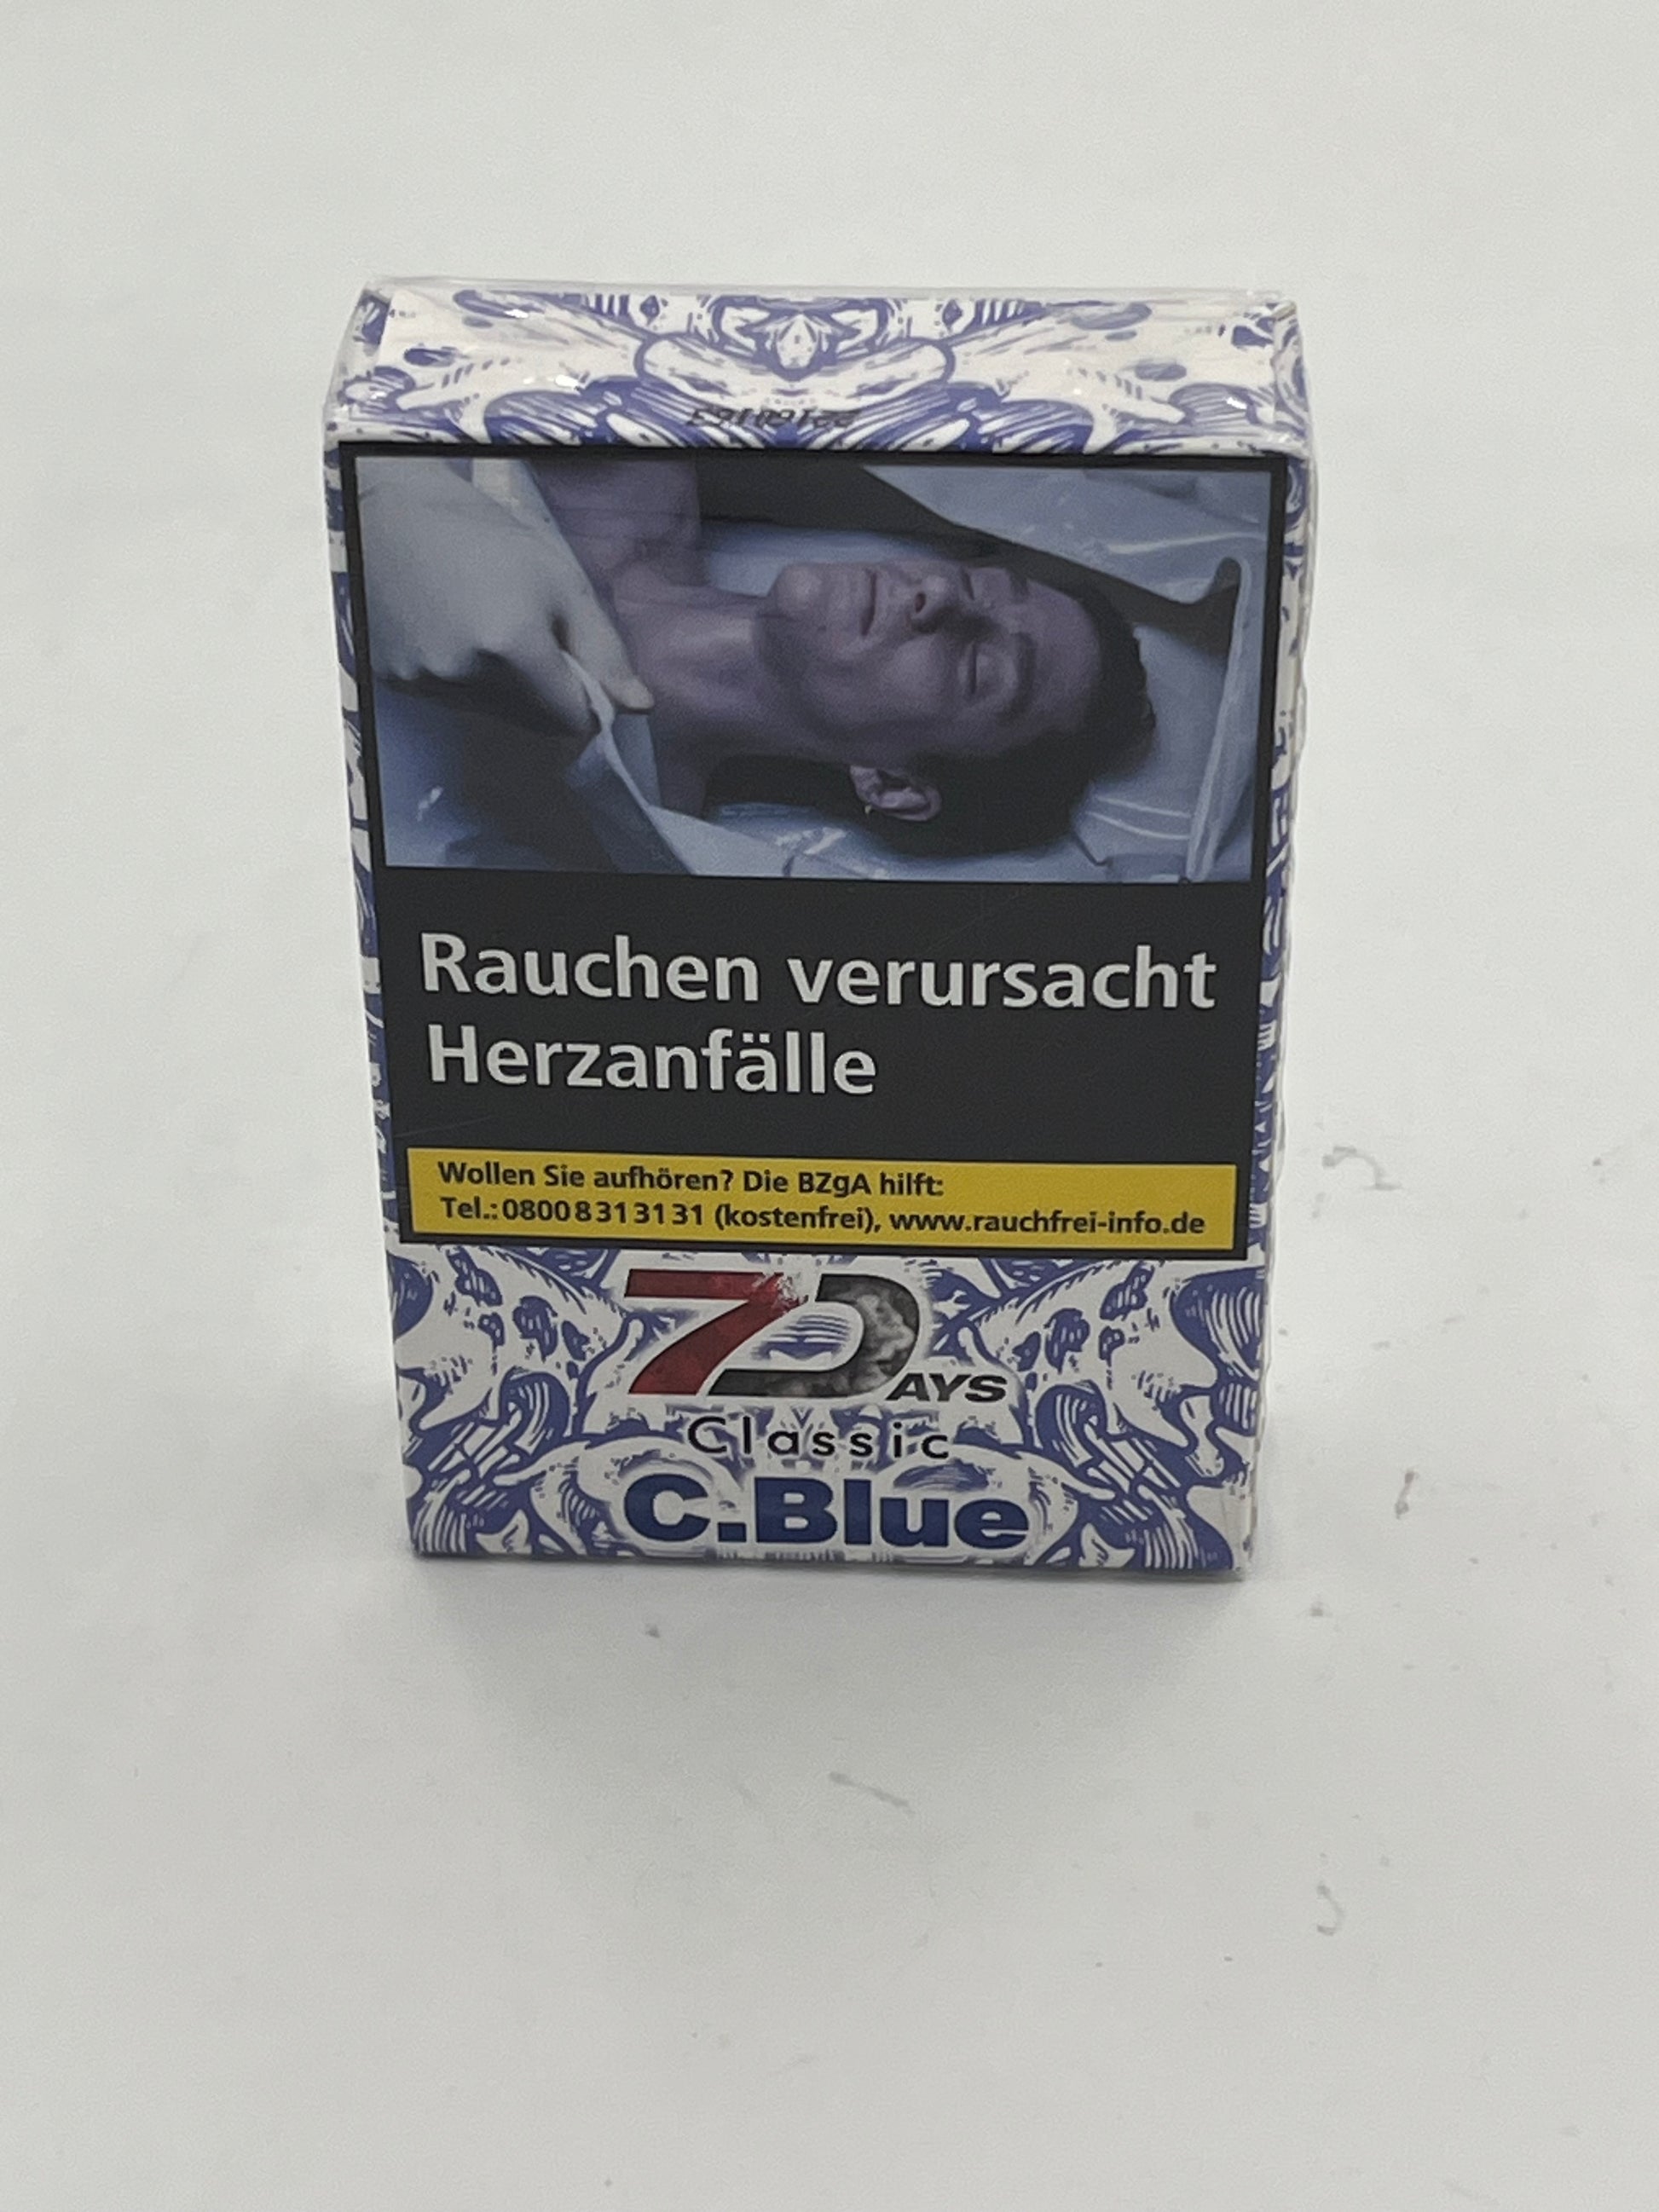 Rauchen verursacht
Herzanfälle
Wollen Sie aufhören? Die BZgA hilft:
Tel.: 0800 8 31 31 31 (kostenfrei), www.rauchfrei-info.de
7DAYS
Classic
C.Blue